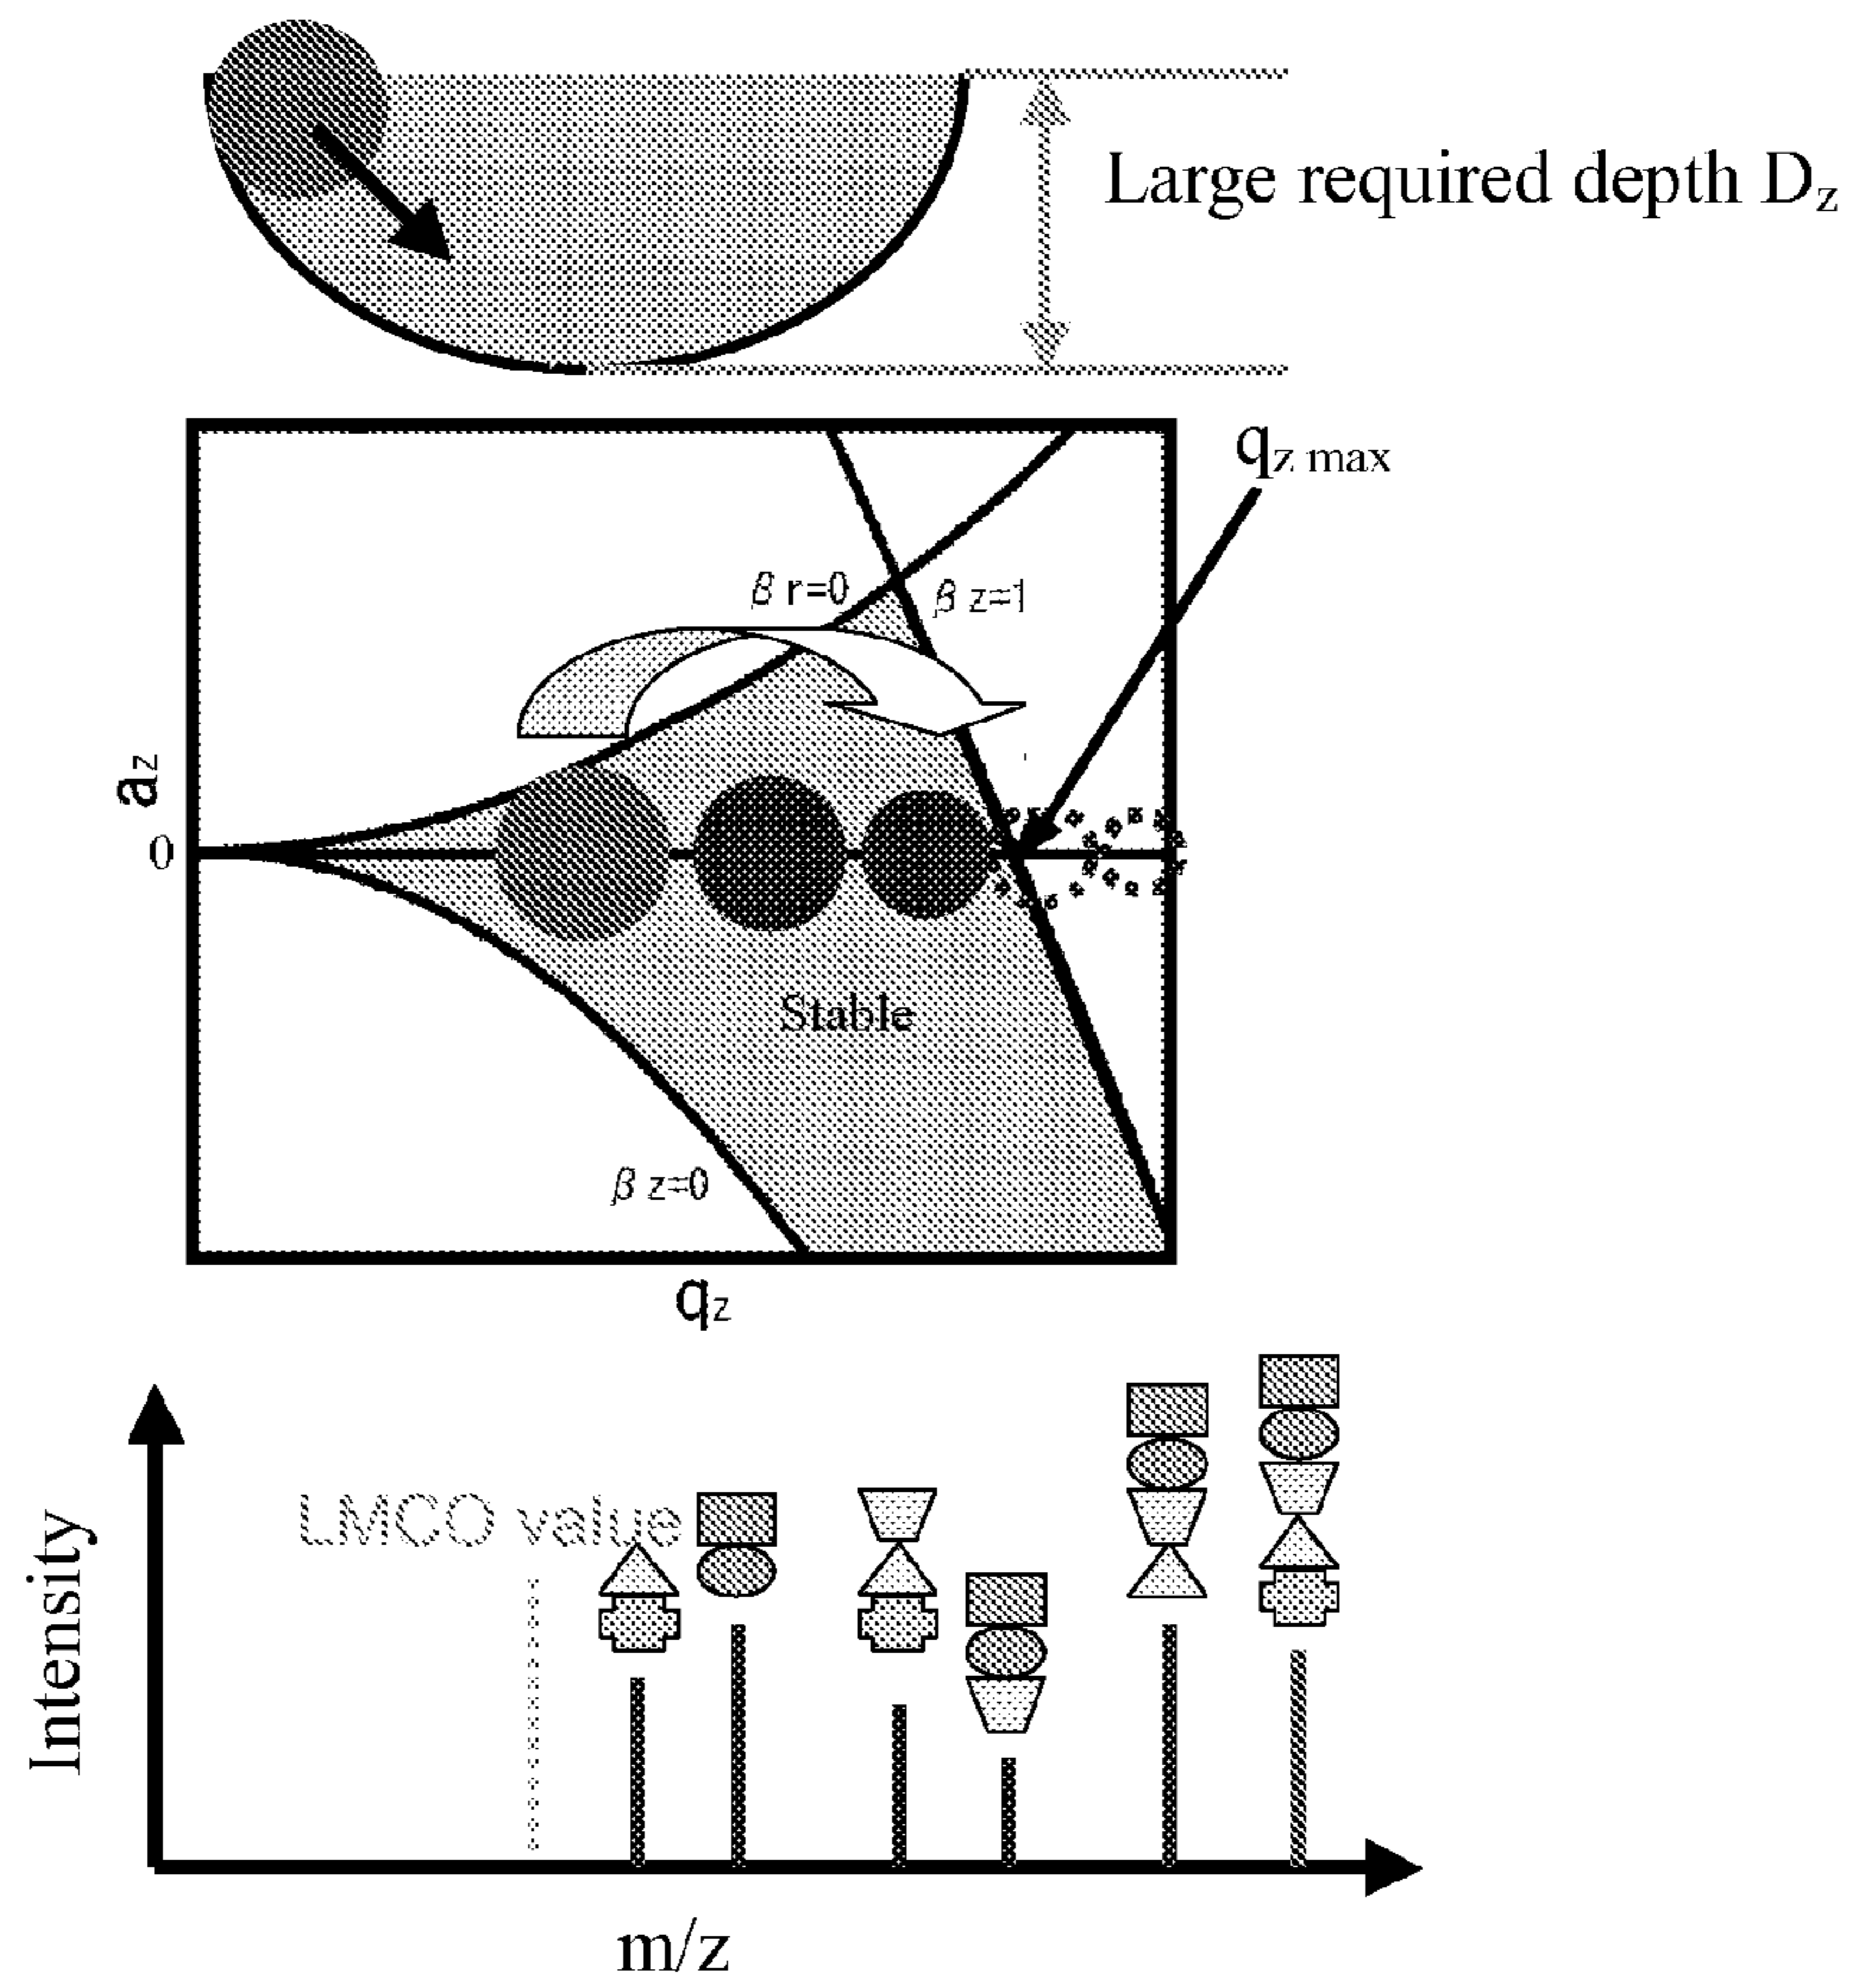 Large required depth Dz
qz max
β r=0
β z=1
az
0
Stable
β z=0
qz
LMCO value
Intensity
m/z